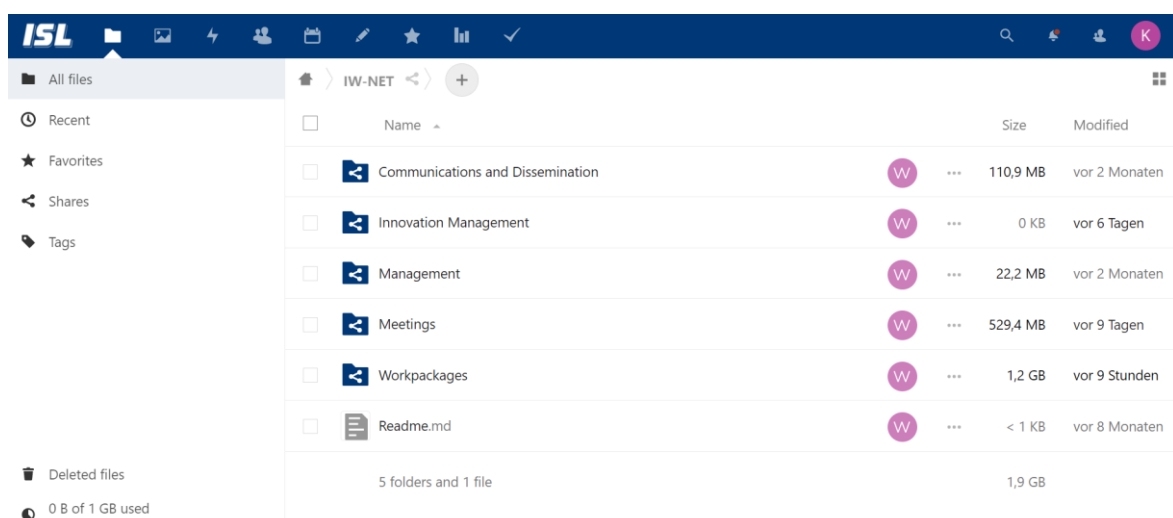 ISL
K
All files
IW-NET
Recent
Name Size Modified
Favorites
Communications and Dissemination W 110,9 MB vor 2 Monaten
Shares
Innovation Management W 0 KB vor 6 Tagen
Tags
Management W 22,2 MB vor 2 Monaten
Meetings W 529,4 MB vor 9 Tagen
Workpackages W 1,2 GB vor 9 Stunden
Readme.md W < 1 KB vor 8 Monaten
Deleted files
5 folders and 1 file 1,9 GB
0 B of 1 GB used